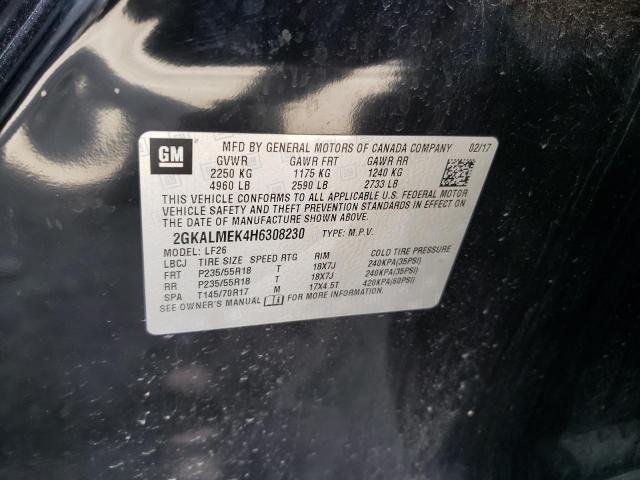 GM
MFD BY GENERAL MOTORS OF CANADA COMPANY 02/17
GVWR GAWR FRT GAWR RR
2250 KG 1175 KG 1240 KG
4960 LB 2590 LB 2733 LB
THIS VEHICLE CONFORMS TO ALL APPLICABLE U.S. FEDERAL MOTOR
VEHICLE SAFETY AND THEFT PREVENTION STANDARDS IN EFFECT
ON THE DATE OF MANUFACTURE SHOWN ABOVE.
2GKALMEK4H6308230 TYPE: M.P.V.
MODEL: LF26
LBCJ TIRE SIZE SPEED RTG RIM COLD TIRE PRESSURE
FRT P235/55R18 T 18X7J 240KPA(35PSI)
RR P235/55R18 T 18X7J 240KPA(35PSI)
SPA T145/70R17 M 17X4.5T 420KPA(60PSI)
SEE OWNER'S MANUAL FOR MORE INFORMATION.